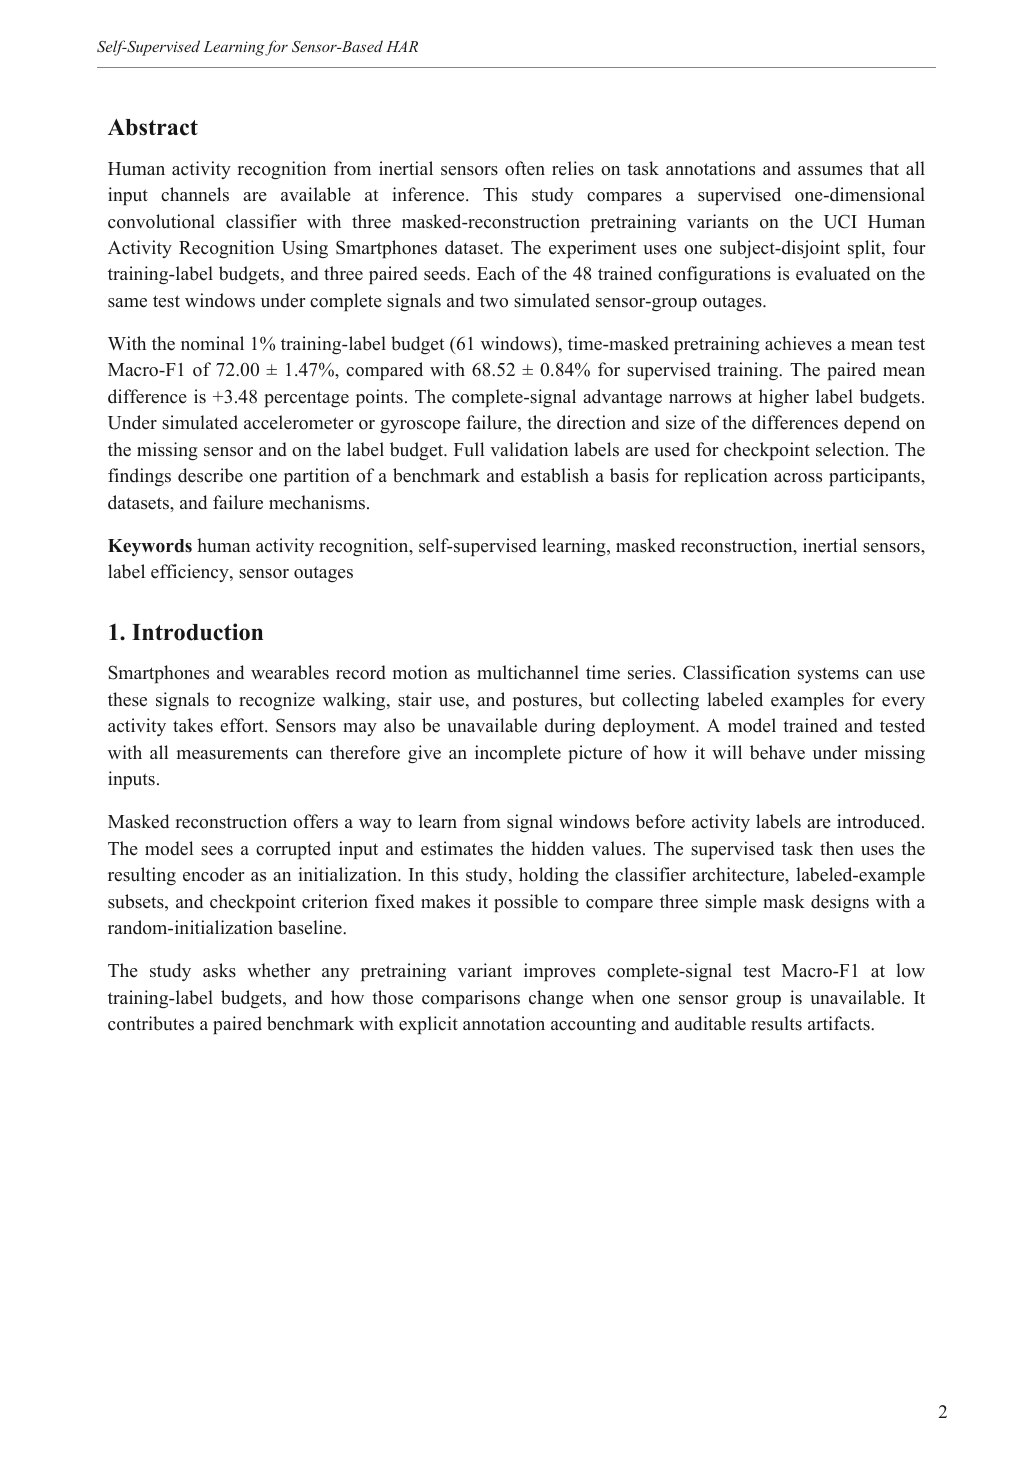 Self-Supervised Learning for Sensor-Based HAR
Abstract
Human activity recognition from inertial sensors often relies on task annotations and assumes that all
input channels are available at inference. This study compares a supervised one-dimensional
convolutional classifier with three masked-reconstruction pretraining variants on the UCI Human
Activity Recognition Using Smartphones dataset. The experiment uses one subject-disjoint split, four
training-label budgets, and three paired seeds. Each of the 48 trained configurations is evaluated on the
same test windows under complete signals and two simulated sensor-group outages.
With the nominal 1% training-label budget (61 windows), time-masked pretraining achieves a mean test
Macro-F1 of 72.00 ± 1.47%, compared with 68.52 ± 0.84% for supervised training. The paired mean
difference is +3.48 percentage points. The complete-signal advantage narrows at higher label budgets.
Under simulated accelerometer or gyroscope failure, the direction and size of the differences depend on
the missing sensor and on the label budget. Full validation labels are used for checkpoint selection. The
findings describe one partition of a benchmark and establish a basis for replication across participants,
datasets, and failure mechanisms.
Keywords human activity recognition, self-supervised learning, masked reconstruction, inertial sensors,
label efficiency, sensor outages
1. Introduction
Smartphones and wearables record motion as multichannel time series. Classification systems can use
these signals to recognize walking, stair use, and postures, but collecting labeled examples for every
activity takes effort. Sensors may also be unavailable during deployment. A model trained and tested
with all measurements can therefore give an incomplete picture of how it will behave under missing
inputs.
Masked reconstruction offers a way to learn from signal windows before activity labels are introduced.
The model sees a corrupted input and estimates the hidden values. The supervised task then uses the
resulting encoder as an initialization. In this study, holding the classifier architecture, labeled-example
subsets, and checkpoint criterion fixed makes it possible to compare three simple mask designs with a
random-initialization baseline.
The study asks whether any pretraining variant improves complete-signal test Macro-F1 at low
training-label budgets, and how those comparisons change when one sensor group is unavailable. It
contributes a paired benchmark with explicit annotation accounting and auditable results artifacts.
2